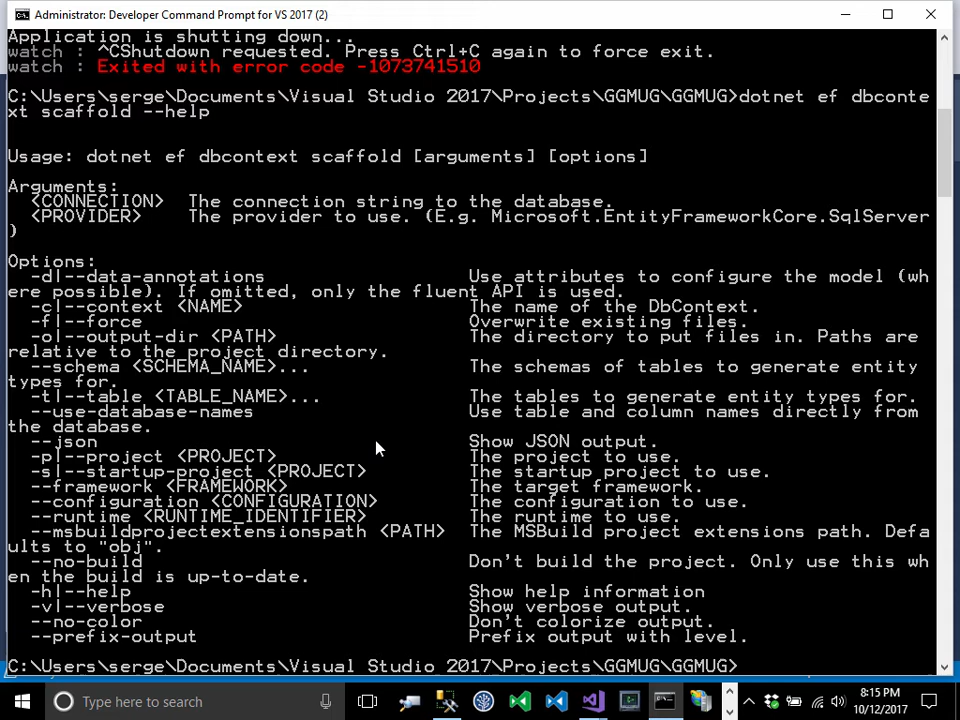 Administrator: Developer Command Prompt for VS 2017 (2)
Application is shutting down...
watch : ^CShutdown requested. Press Ctrl+C again to force exit.
watch : Exited with error code -1073741510
C:\Users\serge\Documents\Visual Studio 2017\Projects\GGMUG\GGMUG>dotnet ef dbconte
xt scaffold --help
Usage: dotnet ef dbcontext scaffold [arguments] [options]
Arguments:
<CONNECTION>  The connection string to the database.
<PROVIDER>    The provider to use. (E.g. Microsoft.EntityFrameworkCore.SqlServer
)
Options:
-d|--data-annotations                  Use attributes to configure the model (wh
ere possible). If omitted, only the fluent API is used.
-c|--context <NAME>                    The name of the DbContext.
-f|--force                             Overwrite existing files.
-o|--output-dir <PATH>                 The directory to put files in. Paths are
relative to the project directory.
--schema <SCHEMA_NAME>...              The schemas of tables to generate entity
types for.
-t|--table <TABLE_NAME>...             The tables to generate entity types for.
--use-database-names                   Use table and column names directly from
the database.
--json                                 Show JSON output.
-p|--project <PROJECT>                 The project to use.
-s|--startup-project <PROJECT>         The startup project to use.
--framework <FRAMEWORK>                The target framework.
--configuration <CONFIGURATION>        The configuration to use.
--runtime <RUNTIME_IDENTIFIER>         The runtime to use.
--msbuildprojectextensionspath <PATH>  The MSBuild project extensions path. Defa
ults to "obj".
--no-build                             Don't build the project. Only use this wh
en the build is up-to-date.
-h|--help                              Show help information
-v|--verbose                           Show verbose output.
--no-color                             Don't colorize output.
--prefix-output                        Prefix output with level.
C:\Users\serge\Documents\Visual Studio 2017\Projects\GGMUG\GGMUG>
Type here to search
8:15 PM
10/12/2017